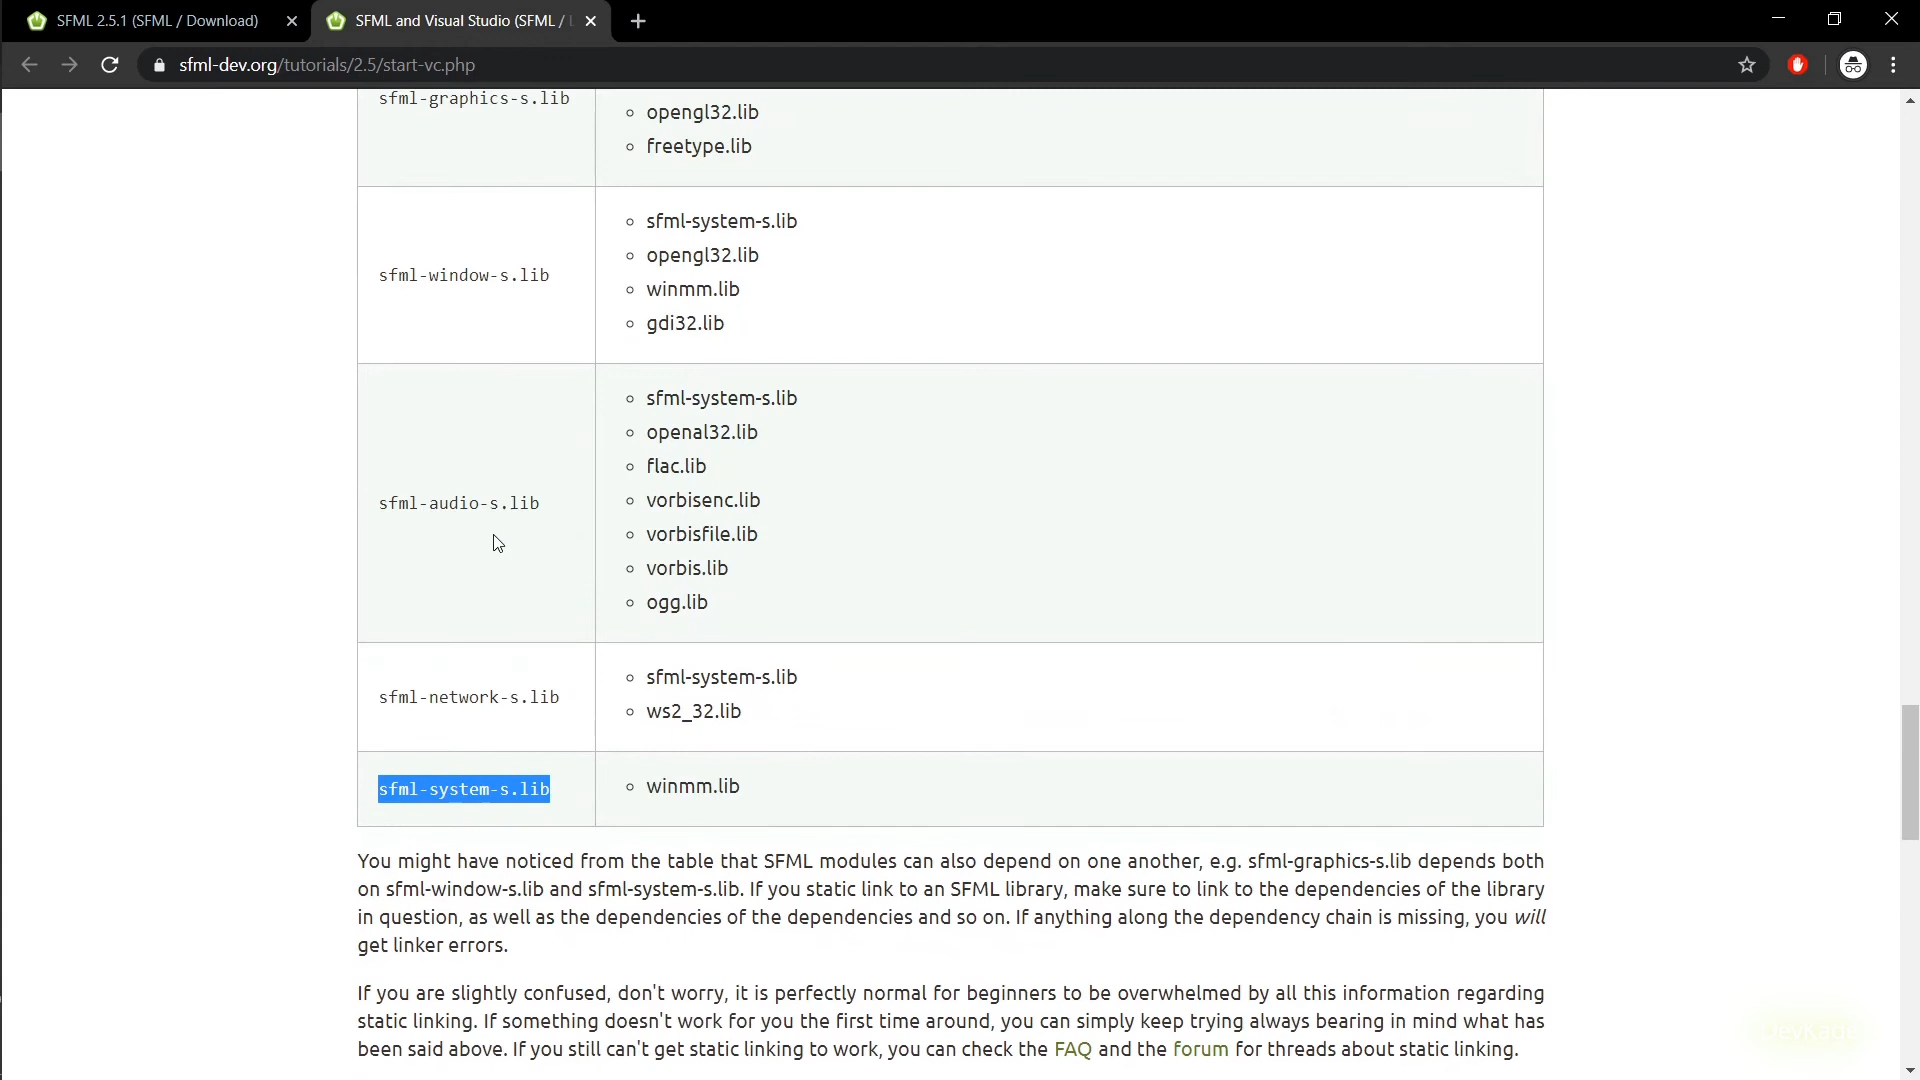 SFML 2.5.1 (SFML / Download)
SFML and Visual Studio (SFML /
sfml-dev.org/tutorials/2.5/start-vc.php
sfml-graphics-s.lib
opengl32.lib
freetype.lib
sfml-window-s.lib
sfml-system-s.lib
opengl32.lib
winmm.lib
gdi32.lib
sfml-audio-s.lib
sfml-system-s.lib
openal32.lib
flac.lib
vorbisenc.lib
vorbisfile.lib
vorbis.lib
ogg.lib
sfml-network-s.lib
sfml-system-s.lib
ws2_32.lib
sfml-system-s.lib
winmm.lib
You might have noticed from the table that SFML modules can also depend on one another, e.g. sfml-graphics-s.lib depends both
on sfml-window-s.lib and sfml-system-s.lib. If you static link to an SFML library, make sure to link to the dependencies of the library
in question, as well as the dependencies of the dependencies and so on. If anything along the dependency chain is missing, you will
get linker errors.
If you are slightly confused, don't worry, it is perfectly normal for beginners to be overwhelmed by all this information regarding
static linking. If something doesn't work for you the first time around, you can simply keep trying always bearing in mind what has
been said above. If you still can't get static linking to work, you can check the FAQ and the forum for threads about static linking.